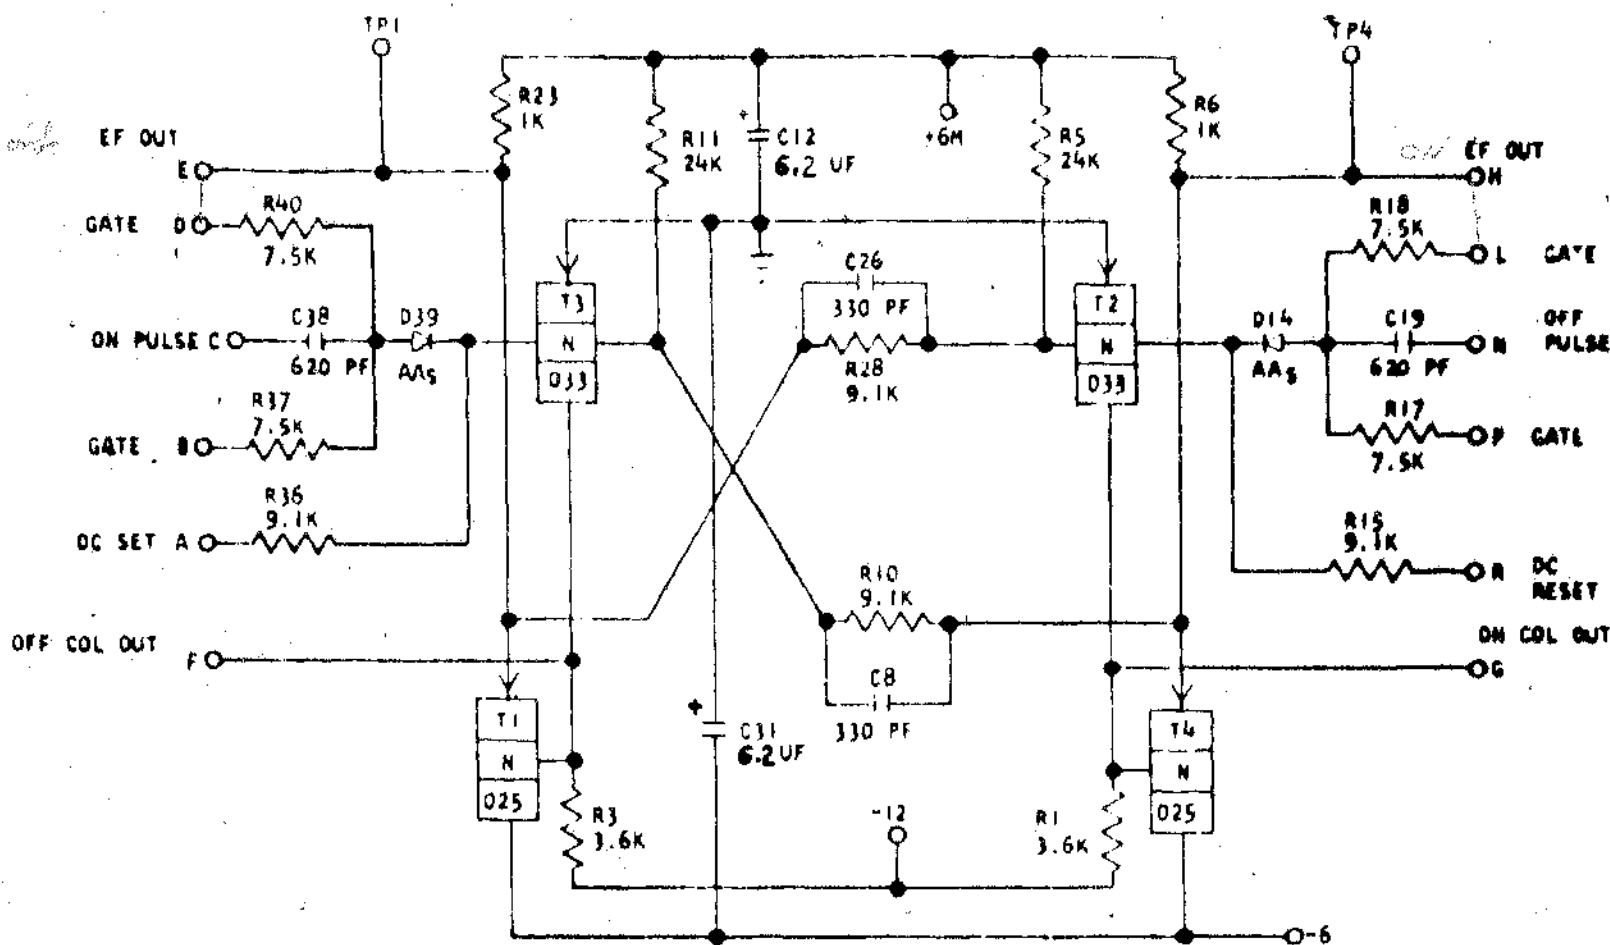 TP1
TP4
R23
1K
R11
24K
C12
6.2 UF
+6M
R5
24K
R6
1K
EF OUT
E
EF OUT
H
GATE D
R40
7.5K
R18
7.5K
L GATE
T3
N
033
C26
330 PF
R28
9.1K
T2
N
033
ON PULSE C
C38
620 PF
D39
AAs
D14
AAs
C19
620 PF
N OFF
PULSE
R37
7.5K
GATE B
R17
7.5K
P GATE
R36
9.1K
DC SET A
R15
9.1K
R DC
RESET
R10
9.1K
C8
330 PF
OFF COL OUT
F
ON COL OUT
G
T1
N
025
+
C31
6.2 UF
T4
N
025
R3
3.6K
-12
R1
3.6K
-6